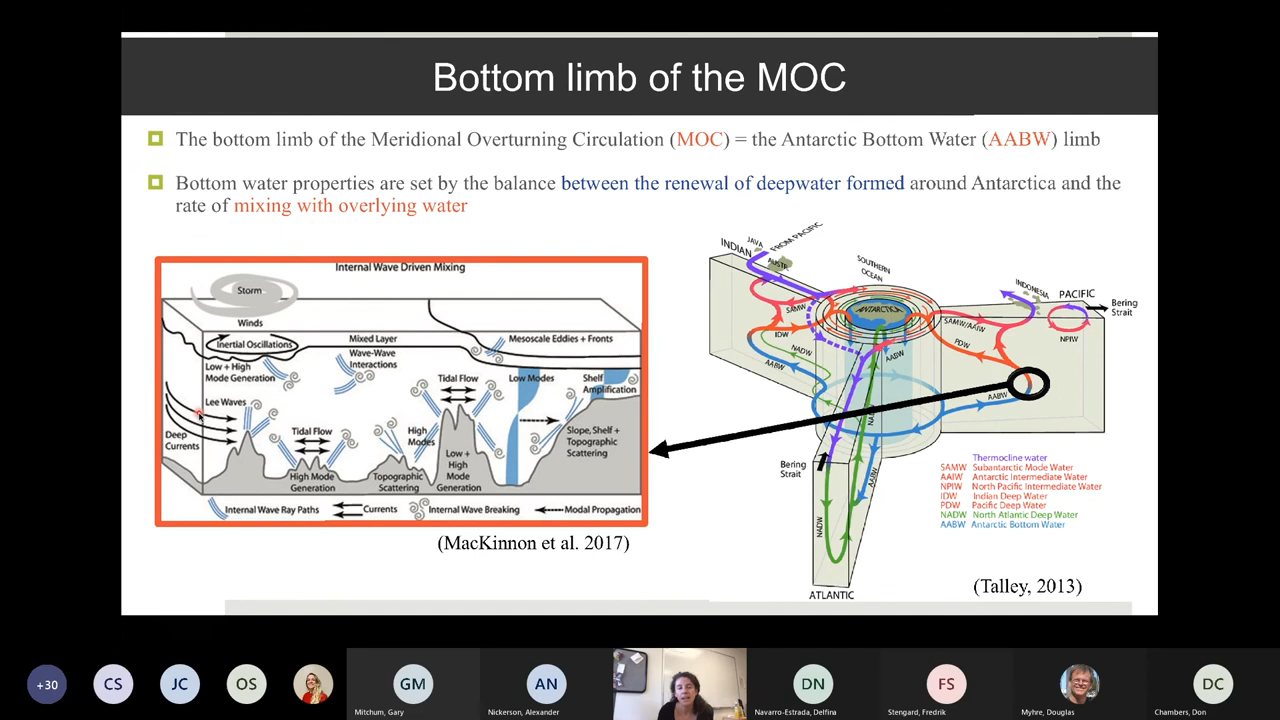 Bottom limb of the MOC
The bottom limb of the Meridional Overturning Circulation (MOC) = the Antarctic Bottom Water (AABW) limb
Bottom water properties are set by the balance between the renewal of deepwater formed around Antarctica and the
rate of mixing with overlying water
Internal Wave Driven Mixing
Storm
Winds
Inertial Oscillations
Mixed Layer
Mesoscale Eddies + Fronts
Low + High
Mode Generation
Wave-Wave
Interactions
Tidal Flow
Low Modes
Shelf
Amplification
Lee Waves
Deep
Currents
Tidal Flow
High
Modes
Slope, Shelf +
Topographic
Scattering
Low +
High
Mode
Generation
High Mode
Generation
Topographic
Scattering
Internal Wave Ray Paths
Currents
Internal Wave Breaking
Modal Propagation
(MacKinnon et al. 2017)
INDIAN
JAVA
FROM PACIFIC
AUSTR.
SOUTHERN
OCEAN
ANTARCTICA
INDONESIA
PACIFIC
Bering
Strait
SAMW
IDW
NADW
AABW
AABW
SAMW/AAIW
PDW
NPIW
AABW
Bering
Strait
NADW
AABW
NADW
ATLANTIC
Thermocline water
SAMW Subantarctic Mode Water
AAIW Antarctic Intermediate Water
NPIW North Pacific Intermediate Water
IDW Indian Deep Water
PDW Pacific Deep Water
NADW North Atlantic Deep Water
AABW Antarctic Bottom Water
(Talley, 2013)
+30
CS
JC
OS
GM
Mitchum, Gary
AN
Nickerson, Alexander
DN
Navarro-Estrada, Delfina
FS
Stengard, Fredrik
Myhre, Douglas
DC
Chambers, Don